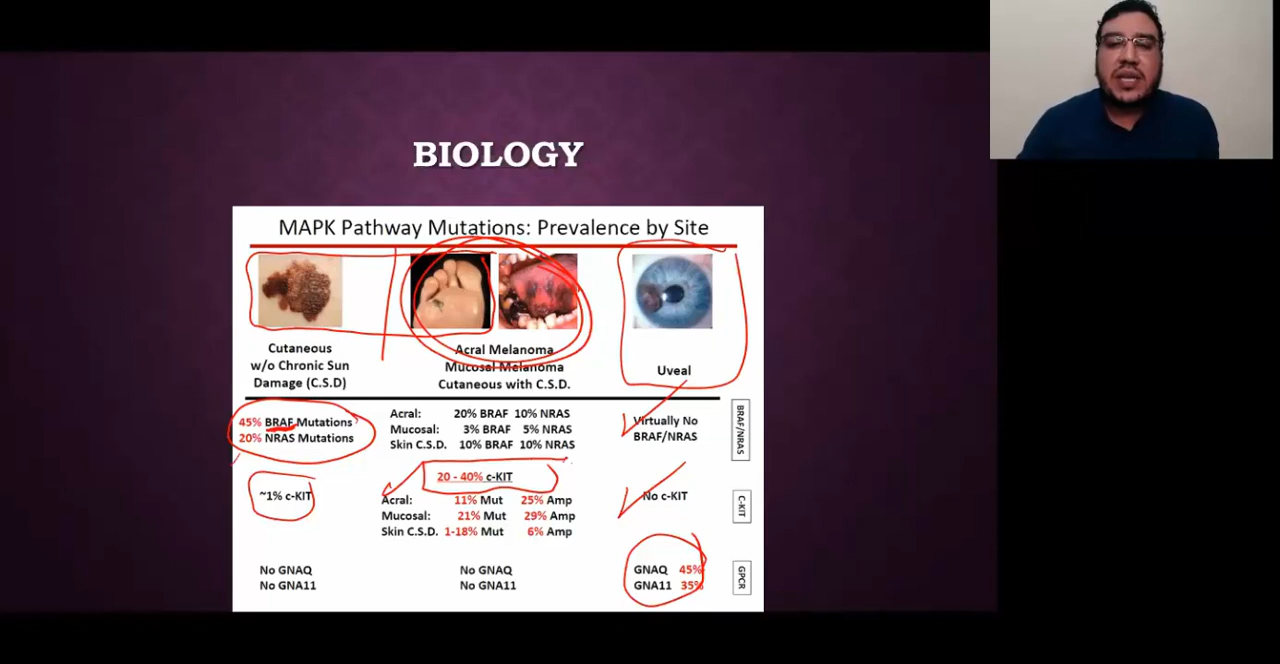 BIOLOGY
MAPK Pathway Mutations: Prevalence by Site
Cutaneous
w/o Chronic Sun
Damage (C.S.D)
Acral Melanoma
Mucosal Melanoma
Cutaneous with C.S.D.
Uveal
45% BRAF Mutations
20% NRAS Mutations
Acral: 20% BRAF 10% NRAS
Mucosal: 3% BRAF 5% NRAS
Skin C.S.D. 10% BRAF 10% NRAS
Virtually No
BRAF/NRAS
BRAF/NRAS
~1% c-KIT
20 - 40% c-KIT
Acral: 11% Mut 25% Amp
Mucosal: 21% Mut 29% Amp
Skin C.S.D. 1-18% Mut 6% Amp
No c-KIT
C-KIT
No GNAQ
No GNA11
No GNAQ
No GNA11
GNAQ 45%
GNA11 35%
GPCR